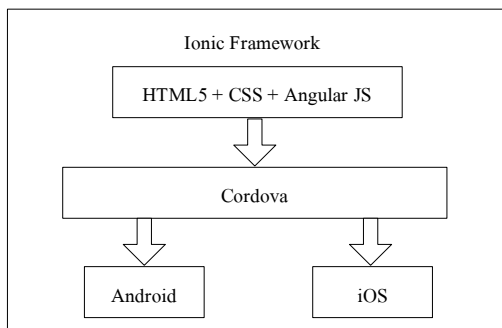 Ionic Framework
HTML5 + CSS + Angular JS
Cordova
Android
iOS